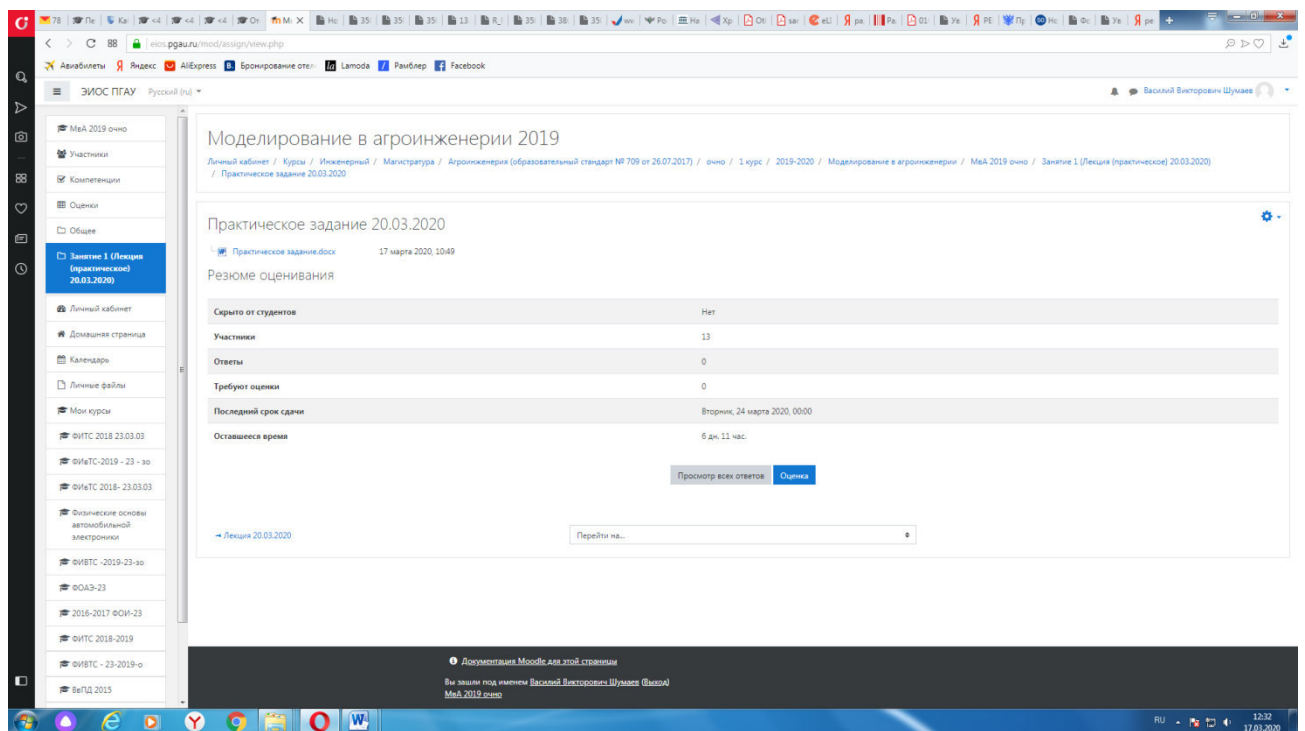 eios.pgau.ru/mod/assign/view.php
Авиабилеты Яндекс AliExpress Бронирование отел Lamoda Рамблер Facebook
ЭИОС ПГАУ Русский (ru)
Василий Викторович Шумаев
МвА 2019 очно
Участники
Компетенции
Оценки
Общее
Занятие 1 (Лекция
(практическое)
20.03.2020)
Личный кабинет
Домашняя страница
Календарь
Личные файлы
Мои курсы
ФИТС 2018 23.03.03
ФИвТС-2019 - 23 - зо
ФИвТС 2018- 23.03.03
Физические основы
автомобильной
электроники
ФИВТС -2019-23-зо
ФОАЭ-23
2016-2017 ФОИ-23
ФИТС 2018-2019
ФИВТС - 23-2019-о
ВвПД 2015
Моделирование в агроинженерии 2019
Личный кабинет / Курсы / Инженерный / Магистратура / Агроинженерия (образовательный стандарт № 709 от 26.07.2017) / очно / 1 курс / 2019-2020 / Моделирование в агроинженерии / МвА 2019 очно / Занятие 1 (Лекция (практическое) 20.03.2020)
/ Практическое задание 20.03.2020
Практическое задание 20.03.2020
Практическое задание.docx 17 марта 2020, 10:49
Резюме оценивания
Скрыто от студентов Нет
Участники 13
Ответы 0
Требуют оценки 0
Последний срок сдачи Вторник, 24 марта 2020, 00:00
Оставшееся время 6 дн. 11 час.
Просмотр всех ответов Оценка
→ Лекция 20.03.2020 Перейти на...
Документация Moodle для этой страницы
Вы зашли под именем Василий Викторович Шумаев (Выход)
МвА 2019 очно
RU 12:32
17.03.2020